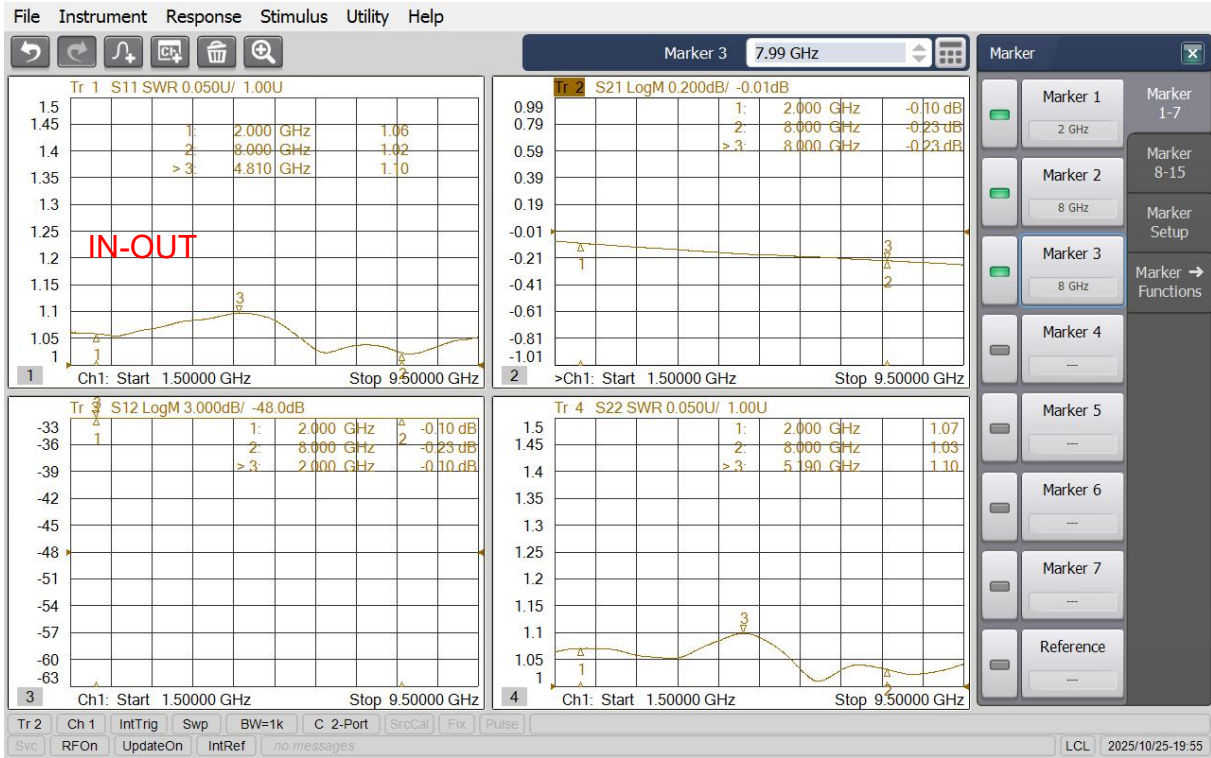 File Instrument Response Stimulus Utility Help
Marker 3 7.99 GHz
Marker
Tr 1 S11 SWR 0.050U/ 1.00U
1.5
1.45
1.4
1.35
1.3
1.25
1.2
1.15
1.1
1.05
1
1: 2.000 GHz 1.06
2: 8.000 GHz 1.02
> 3: 4.810 GHz 1.10
IN-OUT
3
1
2
1 Ch1: Start 1.50000 GHz Stop 9.50000 GHz
Tr 2 S21 LogM 0.200dB/ -0.01dB
0.99
0.79
0.59
0.39
0.19
-0.01
-0.21
-0.41
-0.61
-0.81
-1.01
1: 2.000 GHz -0.10 dB
2: 8.000 GHz -0.23 dB
> 3: 8.000 GHz -0.23 dB
3
1
2
2 >Ch1: Start 1.50000 GHz Stop 9.50000 GHz
Tr 3 S12 LogM 3.000dB/ -48.0dB
-33
-36
-39
-42
-45
-48
-51
-54
-57
-60
-63
1: 2.000 GHz -0.10 dB
2: 8.000 GHz -0.23 dB
> 3: 2.000 GHz -0.10 dB
1
2
3 Ch1: Start 1.50000 GHz Stop 9.50000 GHz
Tr 4 S22 SWR 0.050U/ 1.00U
1.5
1.45
1.4
1.35
1.3
1.25
1.2
1.15
1.1
1.05
1
1: 2.000 GHz 1.07
2: 8.000 GHz 1.03
> 3: 5.190 GHz 1.10
3
1
2
4 Ch1: Start 1.50000 GHz Stop 9.50000 GHz
Marker 1
2 GHz
Marker 2
8 GHz
Marker 3
8 GHz
Marker 4
---
Marker 5
---
Marker 6
---
Marker 7
---
Reference
---
Marker
1-7
Marker
8-15
Marker
Setup
Marker →
Functions
Tr 2 Ch 1 IntTrig Swp BW=1k C 2-Port SrcCal Fix Pulse
Svc RFOn UpdateOn IntRef no messages LCL 2025/10/25-19:55